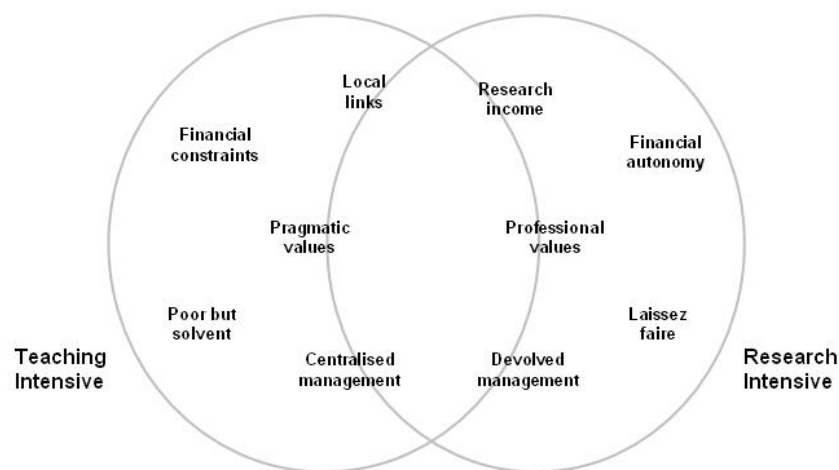 Local
links
Research
income
Financial
constraints
Financial
autonomy
Pragmatic
values
Professional
values
Poor but
solvent
Laissez
faire
Teaching
Intensive
Centralised
management
Devolved
management
Research
Intensive